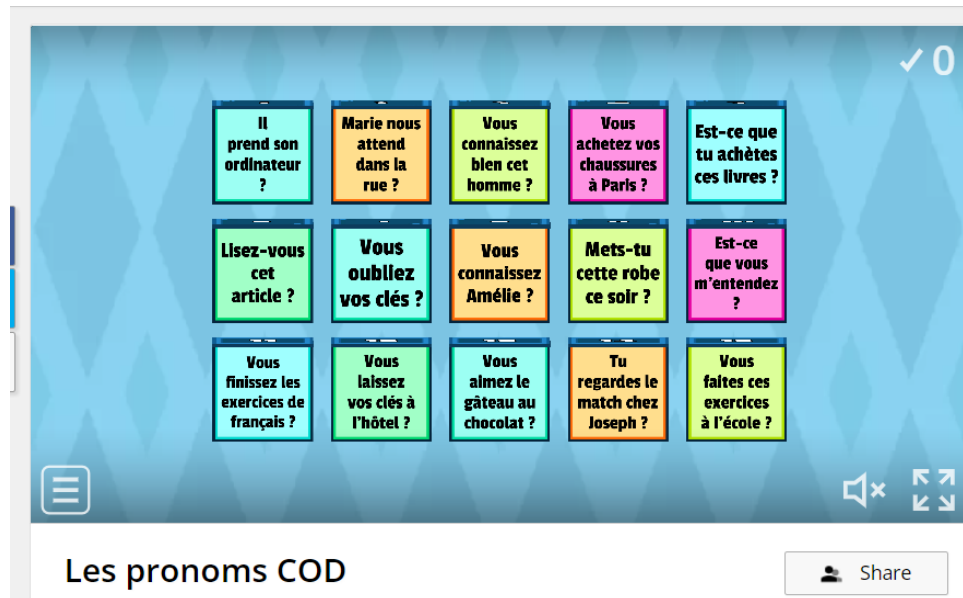 0
Il
prend son
ordinateur
?
Marie nous
attend
dans la
rue ?
Vous
connaissez
bien cet
homme ?
Vous
achetez vos
chaussures
à Paris ?
Est-ce que
tu achètes
ces livres ?
Lisez-vous
cet
article ?
Vous
oubliez
vos clés ?
Vous
connaissez
Amélie ?
Mets-tu
cette robe
ce soir ?
Est-ce
que vous
m'entendez
?
Vous
finissez les
exercices de
français ?
Vous
laissez
vos clés à
l'hôtel ?
Vous
aimez le
gâteau au
chocolat ?
Tu
regardes le
match chez
Joseph ?
Vous
faites ces
exercices
à l'école ?
Les pronoms COD
Share